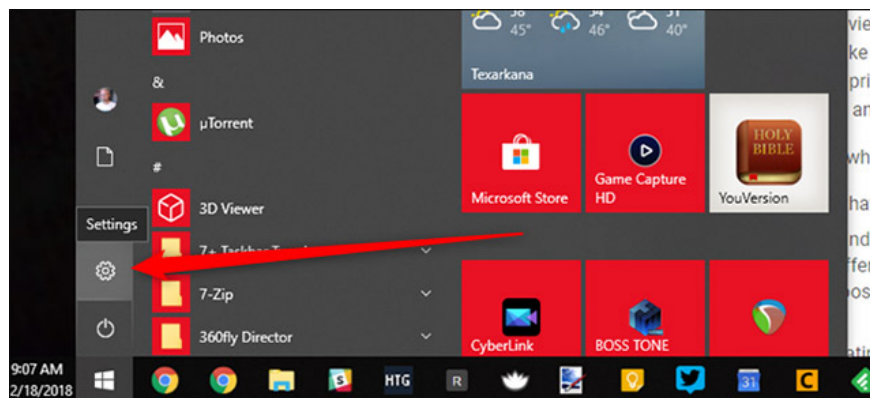 Photos
&
µTorrent
#
3D Viewer
Settings
7-Zip
360fly Director
45°
46°
40°
Texarkana
Microsoft Store
Game Capture
HD
HOLY
BIBLE
YouVersion
CyberLink
BOSS TONE
9:07 AM
2/18/2018
S
HTG
R
31
C